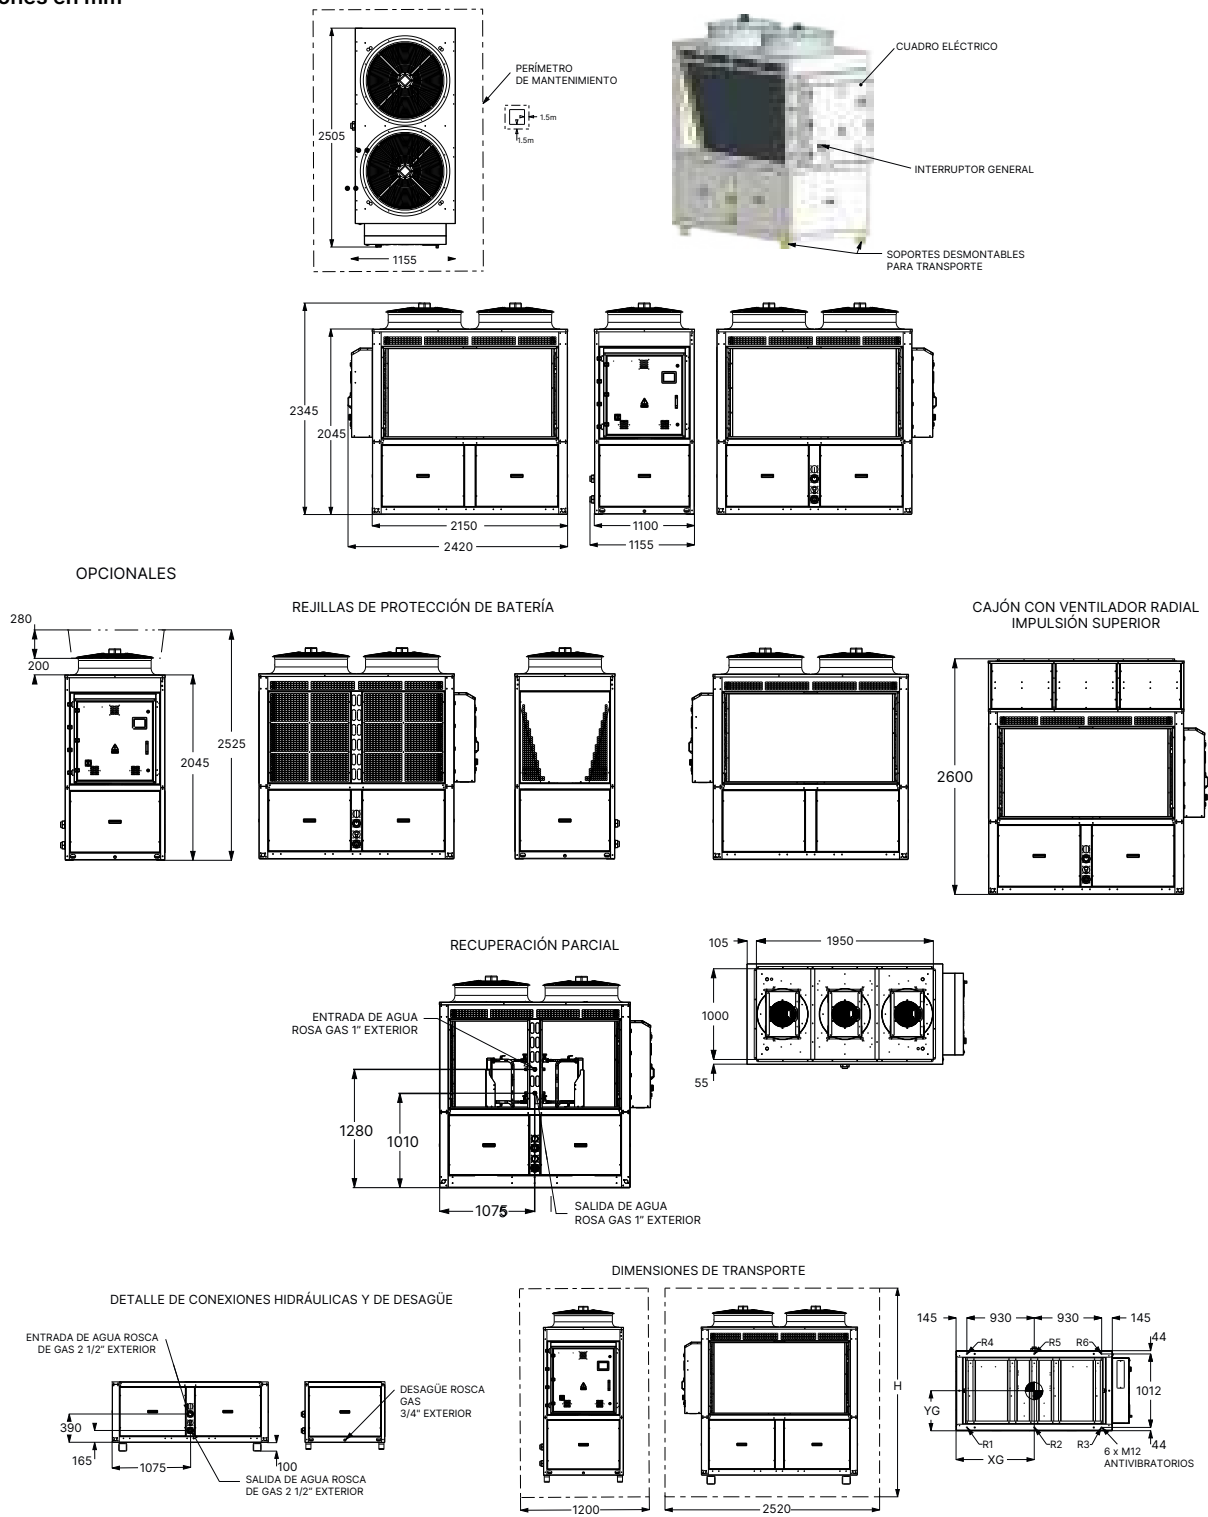 ones en mm
PERÍMETRO
DE MANTENIMIENTO
1.5m
1.5m
2505
1155
CUADRO ELÉCTRICO
INTERRUPTOR GENERAL
SOPORTES DESMONTABLES
PARA TRANSPORTE
2345
2045
2150
2420
1100
1155
OPCIONALES
REJILLAS DE PROTECCIÓN DE BATERÍA
CAJÓN CON VENTILADOR RADIAL
IMPULSIÓN SUPERIOR
280
200
2525
2045
2600
RECUPERACIÓN PARCIAL
ENTRADA DE AGUA
ROSA GAS 1" EXTERIOR
1280
1010
1075
SALIDA DE AGUA
ROSA GAS 1" EXTERIOR
105
1950
1000
55
DETALLE DE CONEXIONES HIDRÁULICAS Y DE DESAGÜE
ENTRADA DE AGUA ROSCA
DE GAS 2 1/2" EXTERIOR
DESAGÜE ROSCA
GAS
3/4" EXTERIOR
390
165
1075
100
SALIDA DE AGUA ROSCA
DE GAS 2 1/2" EXTERIOR
DIMENSIONES DE TRANSPORTE
H
1200
2520
145
930
930
145
R4
R5
R6
44
1012
YG
R1
R2
R3
44
XG
6 x M12
ANTIVIBRATORIOS